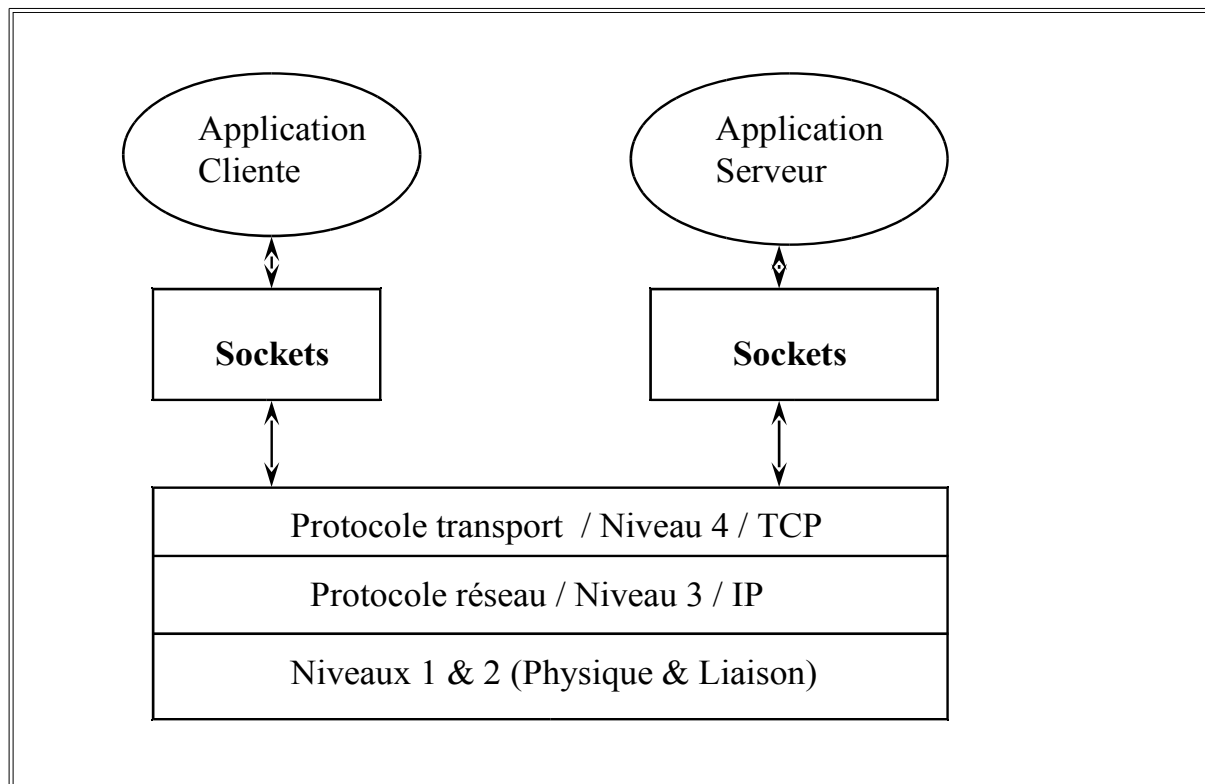 Application
Cliente
Application
Serveur
Sockets
Sockets
Protocole transport / Niveau 4 / TCP
Protocole réseau / Niveau 3 / IP
Niveaux 1 & 2 (Physique & Liaison)